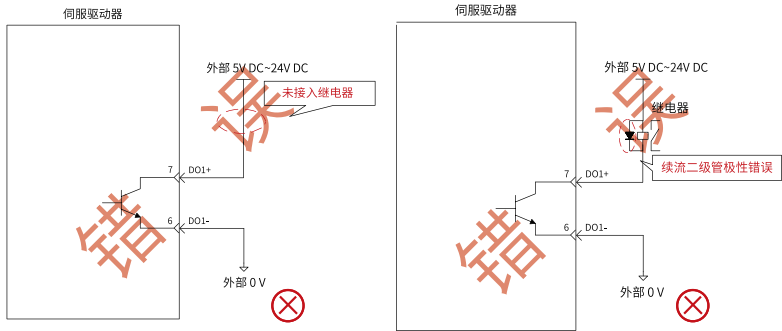 伺服驱动器
外部 5V DC~24V DC
未接入继电器
7
DO1+
6
DO1-
外部 0 V
错误
伺服驱动器
外部 5V DC~24V DC
继电器
续流二级管极性错误
7
DO1+
6
DO1-
外部 0 V
错误